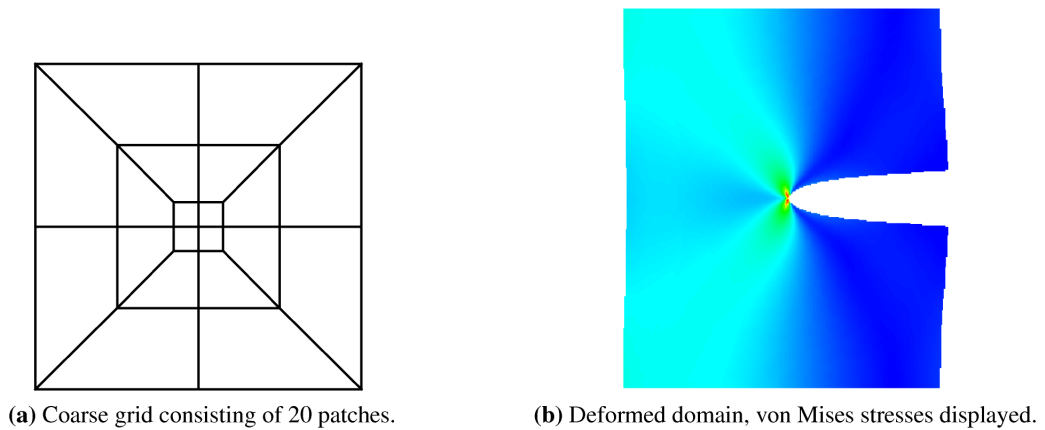 (a) Coarse grid consisting of 20 patches.
(b) Deformed domain, von Mises stresses displayed.